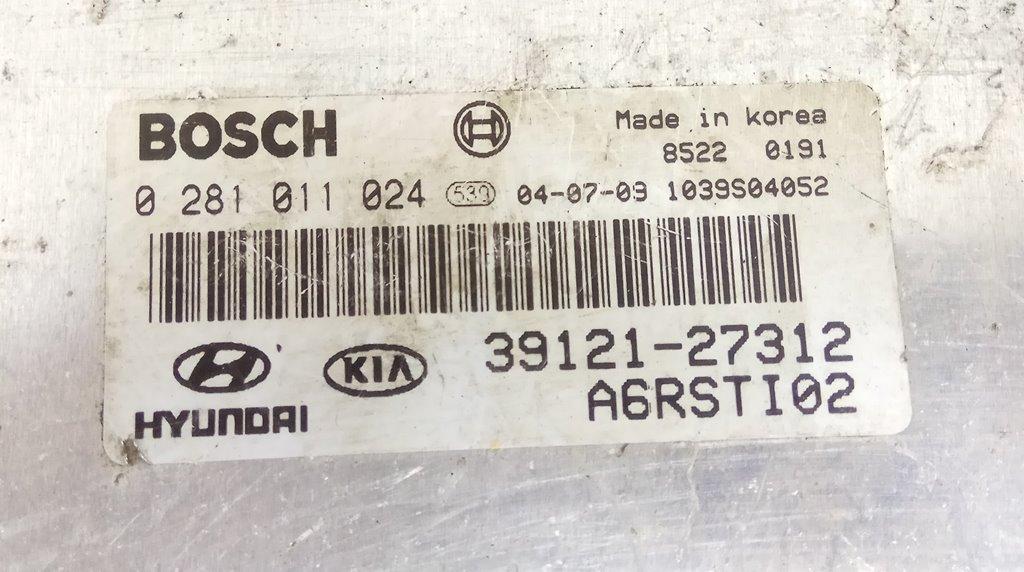 BOSCH
Made in korea
8522 0191
0 281 011 024 539 04-07-09 1039S04052
39121-27312
KIA
A6RSTI02
HYUNDAI